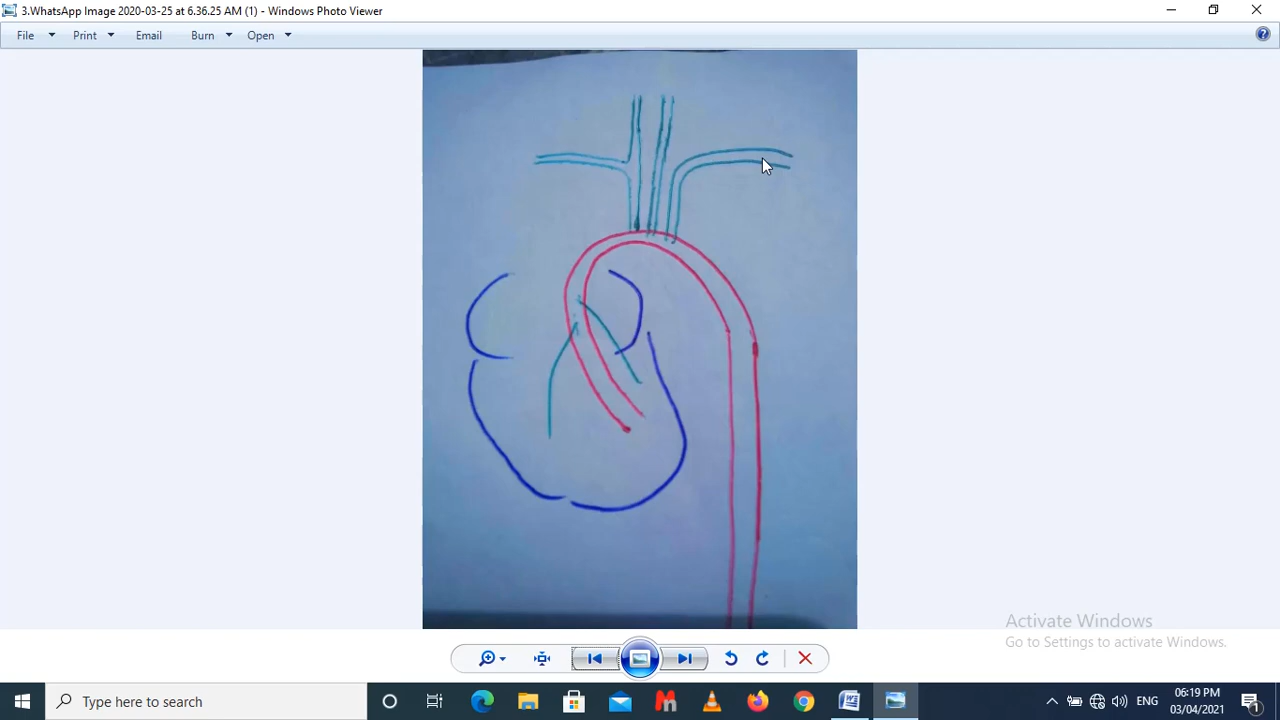 3.WhatsApp Image 2020-03-25 at 6.36.25 AM (1) - Windows Photo Viewer
File Print Email Burn Open
Activate Windows
Go to Settings to activate Windows.
Type here to search
ENG
06:19 PM
03/04/2021